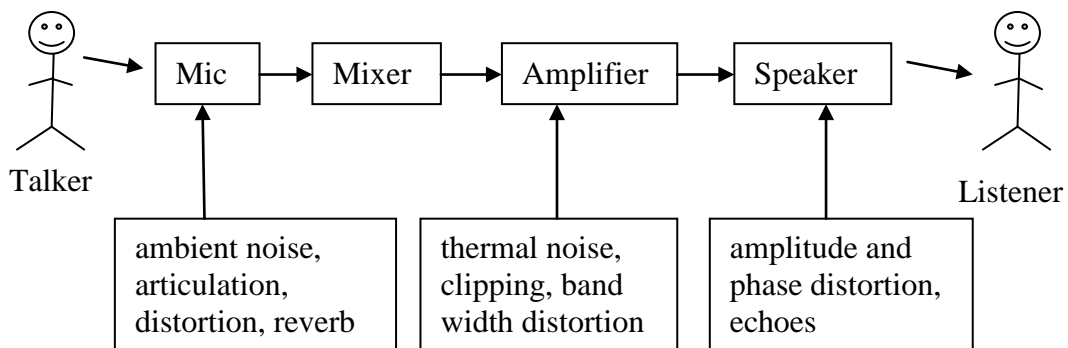 Mic
Mixer
Amplifier
Speaker
Talker
Listener
ambient noise,
articulation,
distortion, reverb
thermal noise,
clipping, band
width distortion
amplitude and
phase distortion,
echoes